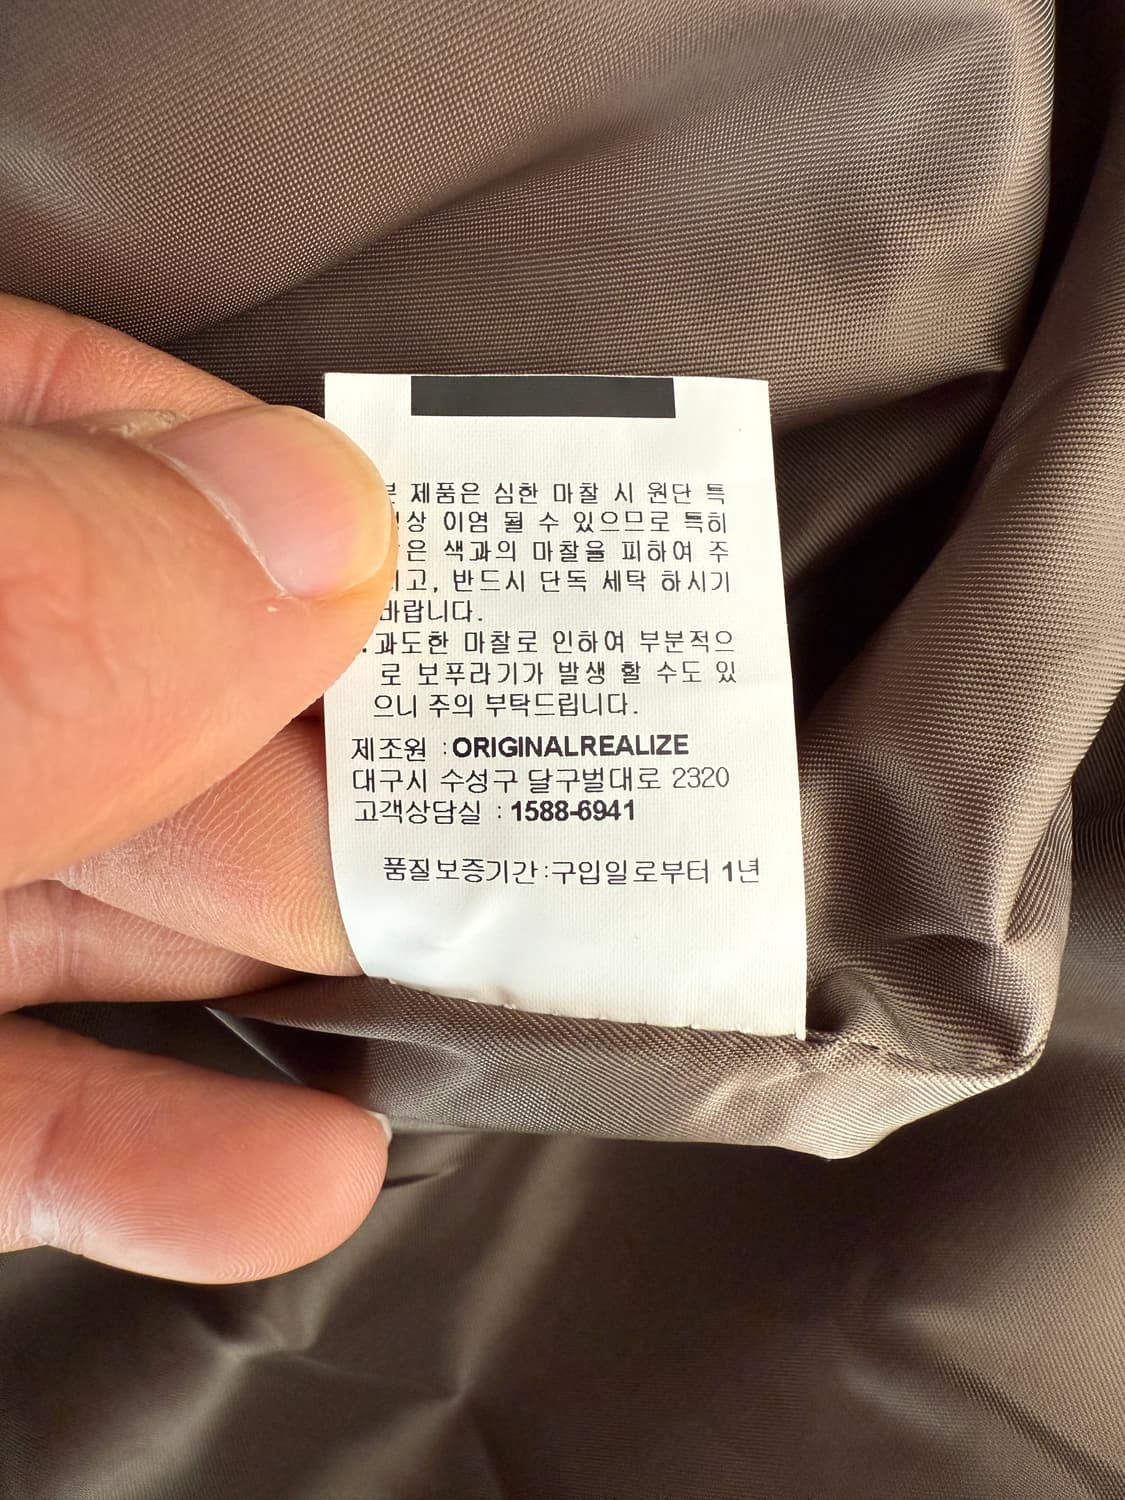 제품은 심한 마찰 시 원단 특
이염 될 수 있으므로 특히
색과의 마찰을 피하여 주
반드시 단독 세탁 하시기
바랍니다.
과도한 마찰로 인하여 부분적으
로 보푸라기가 발생 할 수도 있
으니 주의 부탁드립니다.
제조원 : ORIGINALREALIZE
대구시 수성구 달구벌대로 2320
고객상담실 : 1588-6941
품질보증기간:구입일로부터 1년